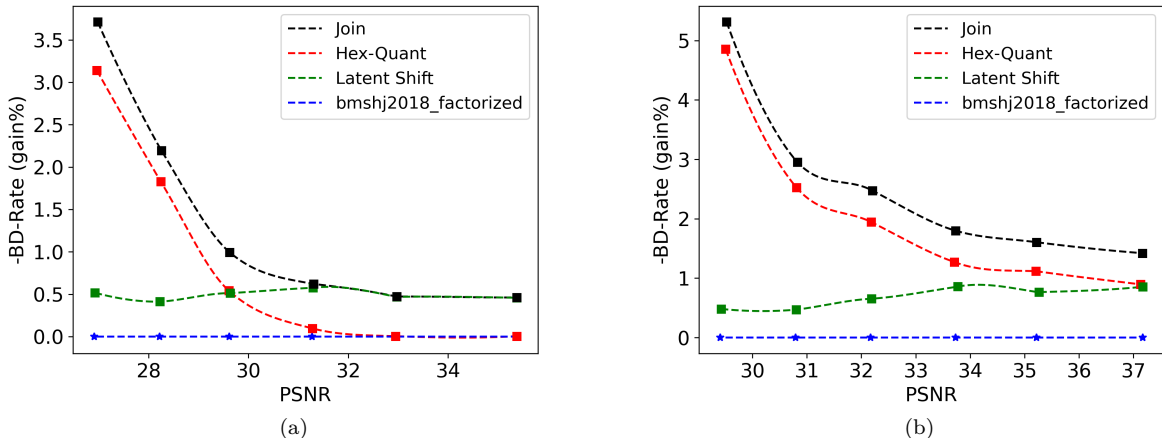 Join
Hex-Quant
Latent Shift
bmshj2018_factorized
-BD-Rate (gain%)
3.5
3.0
2.5
2.0
1.5
1.0
0.5
0.0
28 30 32 34
PSNR
(a)
Join
Hex-Quant
Latent Shift
bmshj2018_factorized
-BD-Rate (gain%)
5
4
3
2
1
0
30 31 32 33 34 35 36 37
PSNR
(b)